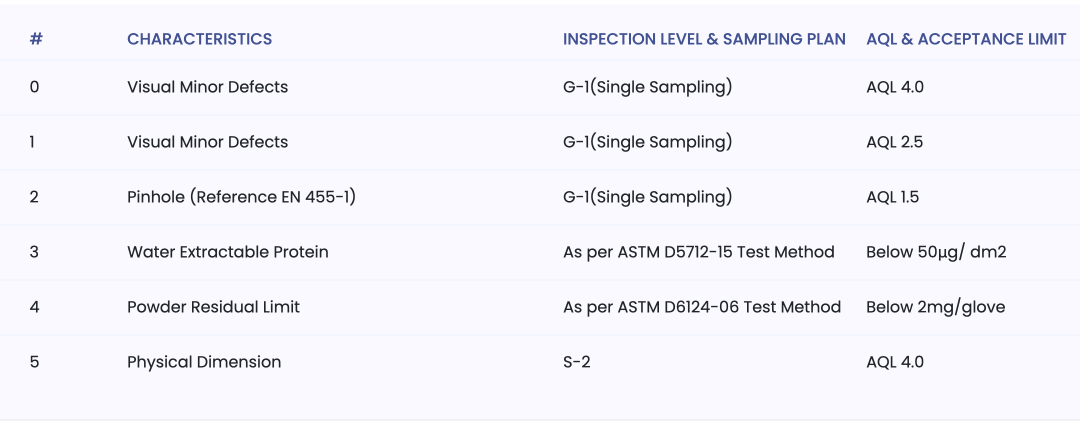 # CHARACTERISTICS INSPECTION LEVEL & SAMPLING PLAN AQL & ACCEPTANCE LIMIT
0 Visual Minor Defects G-1(Single Sampling) AQL 4.0
1 Visual Minor Defects G-1(Single Sampling) AQL 2.5
2 Pinhole (Reference EN 455-1) G-1(Single Sampling) AQL 1.5
3 Water Extractable Protein As per ASTM D5712-15 Test Method Below 50µg/ dm2
4 Powder Residual Limit As per ASTM D6124-06 Test Method Below 2mg/glove
5 Physical Dimension S-2 AQL 4.0